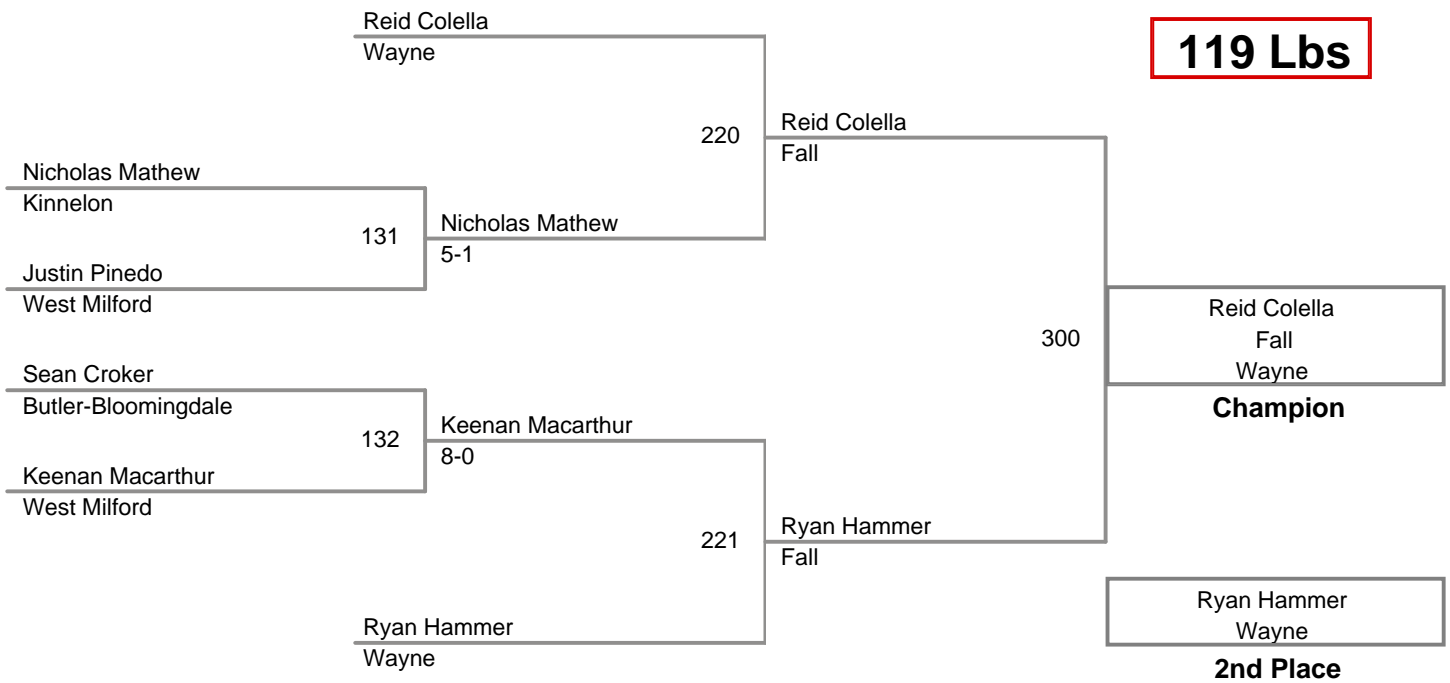 Reid Colella
Wayne
119 Lbs
220
Reid Colella
Fall
Nicholas Mathew
Kinnelon
131
Nicholas Mathew
5-1
Justin Pinedo
West Milford
300
Reid Colella
Fall
Wayne
Champion
Sean Croker
Butler-Bloomingdale
132
Keenan Macarthur
8-0
Keenan Macarthur
West Milford
221
Ryan Hammer
Fall
Ryan Hammer
Wayne
Ryan Hammer
Wayne
2nd Place